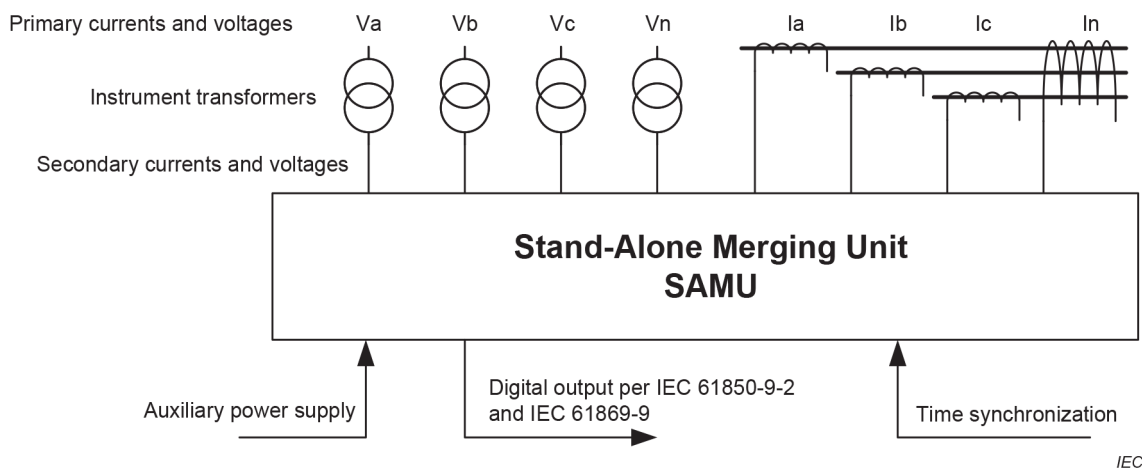 Primary currents and voltages Va Vb Vc Vn Ia Ib Ic In
Instrument transformers
Secondary currents and voltages
Stand-Alone Merging Unit
SAMU
Auxiliary power supply
Digital output per IEC 61850-9-2
and IEC 61869-9
Time synchronization
IEC